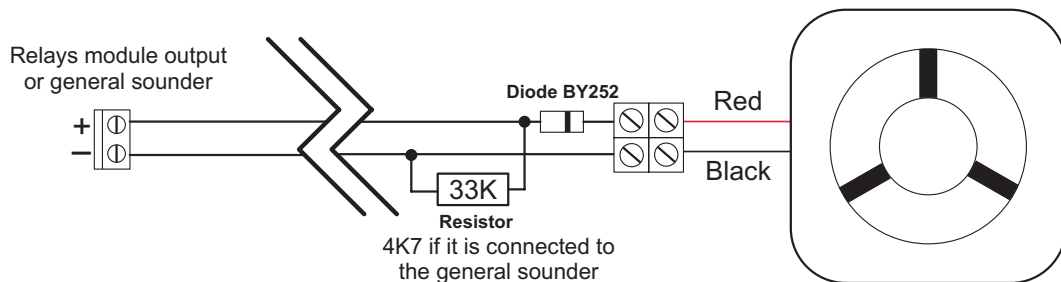 Relays module output
or general sounder
+
−
Diode BY252
Red
Black
33K
Resistor
4K7 if it is connected to
the general sounder